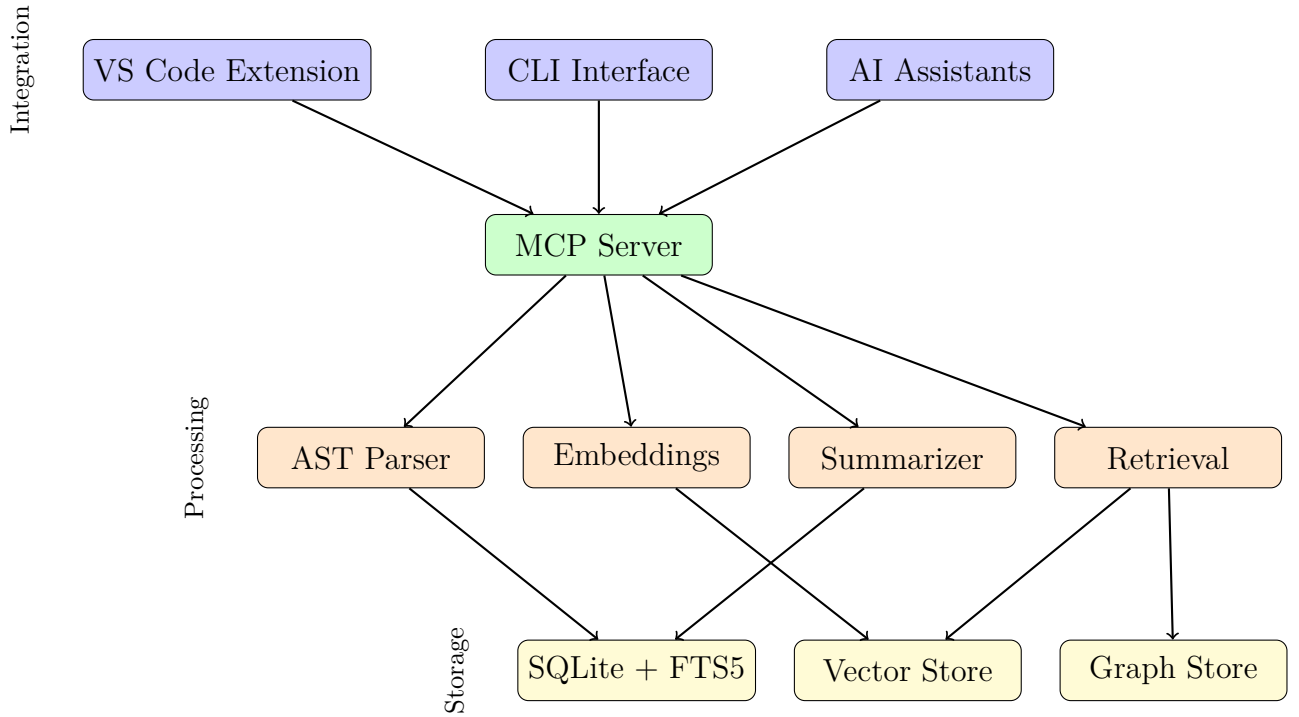 Integration
VS Code Extension
CLI Interface
AI Assistants
MCP Server
Processing
AST Parser
Embeddings
Summarizer
Retrieval
Storage
SQLite + FTS5
Vector Store
Graph Store